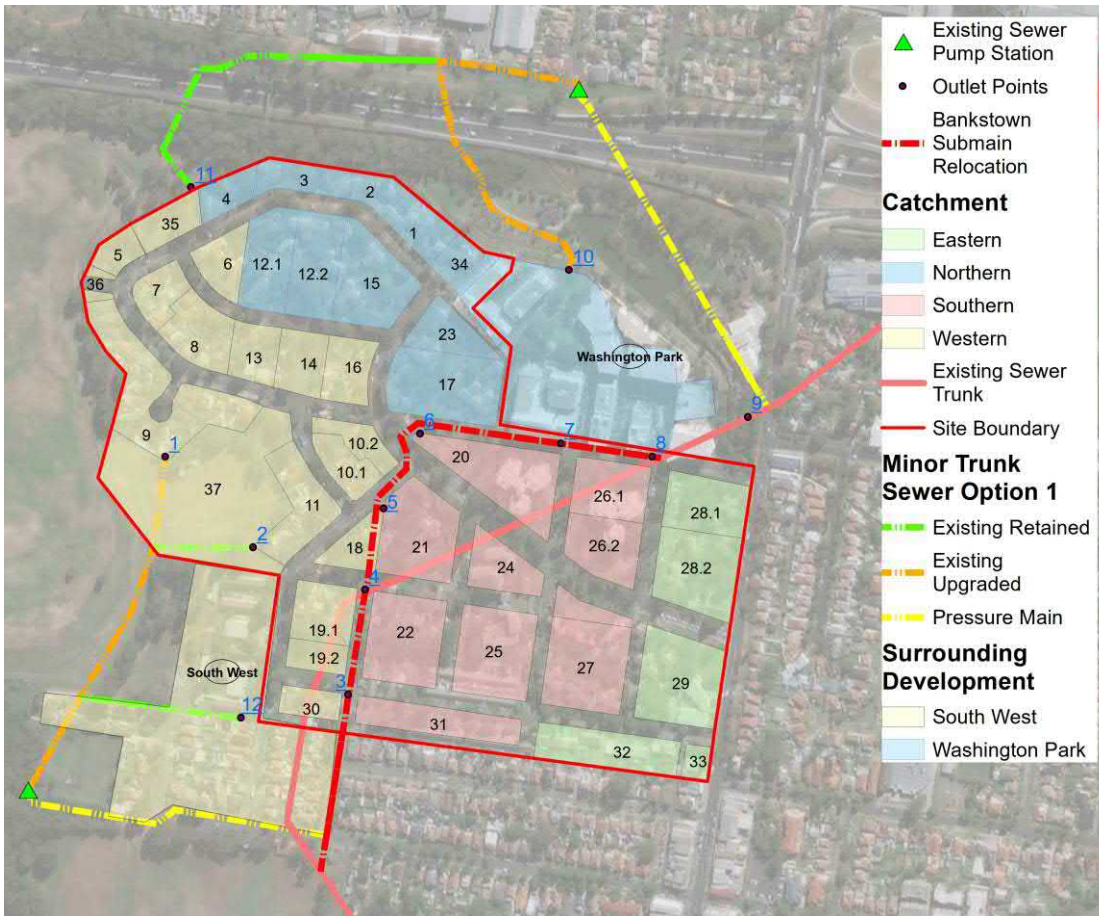 Existing Sewer
Pump Station
Outlet Points
Bankstown
Submain
Relocation
Catchment
Eastern
Northern
Southern
Western
Existing Sewer
Trunk
Site Boundary
Minor Trunk
Sewer Option 1
Existing Retained
Existing
Upgraded
Pressure Main
Surrounding
Development
South West
Washington Park
11
3
4
2
35
1
5
6
12.1
12.2
34
10
36
7
15
8
13
14
16
23
Washington Park
17
9
9
6
7
8
1
10.2
20
10.1
37
11
5
26.1
28.1
2
18
21
24
26.2
28.2
4
19.1
22
25
27
19.2
South West
3
29
12
30
31
32
33